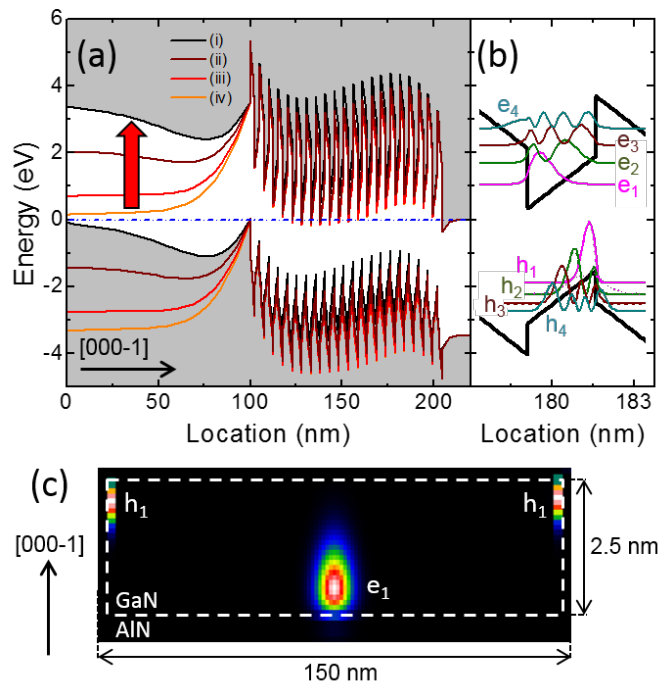 (a)
(i)
(ii)
(iii)
(iv)
6
4
2
0
-2
-4
Energy (eV)
[000-1]
0
50
100
150
200
Location (nm)
(b)
e4
e3
e2
e1
h1
h2
h3
h4
180
183
Location (nm)
(c)
[000-1]
h1
h1
e1
GaN
AlN
2.5 nm
150 nm